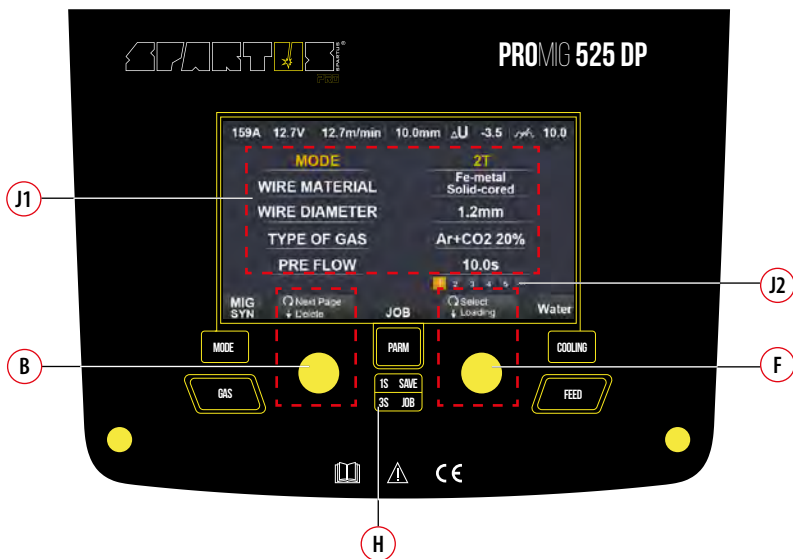 SPARTUS®
SPARTUS
PRO
PROMIG 525 DP
159A 12.7V 12.7m/min 10.0mm ΔU -3.5 10.0
MODE 2T
WIRE MATERIAL Fe-metal Solid-cored
WIRE DIAMETER 1.2mm
TYPE OF GAS Ar+CO2 20%
PRE FLOW 10.0s
1 2 3 4 5
MIG SYN
Next Page
Delete
JOB
Select
Loading
Water
MODE
PARM
COOLING
GAS
1S SAVE
3S JOB
FEED
CE
J1
J2
B
F
H